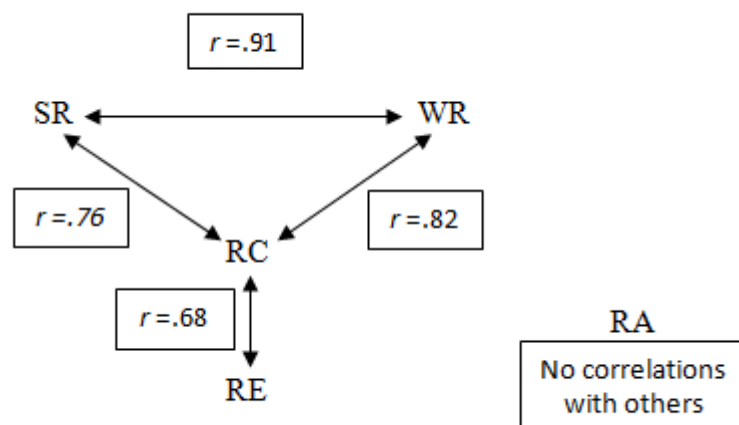 r =.91
SR
WR
r =.76
r =.82
RC
r =.68
RA
No correlations
with others
RE